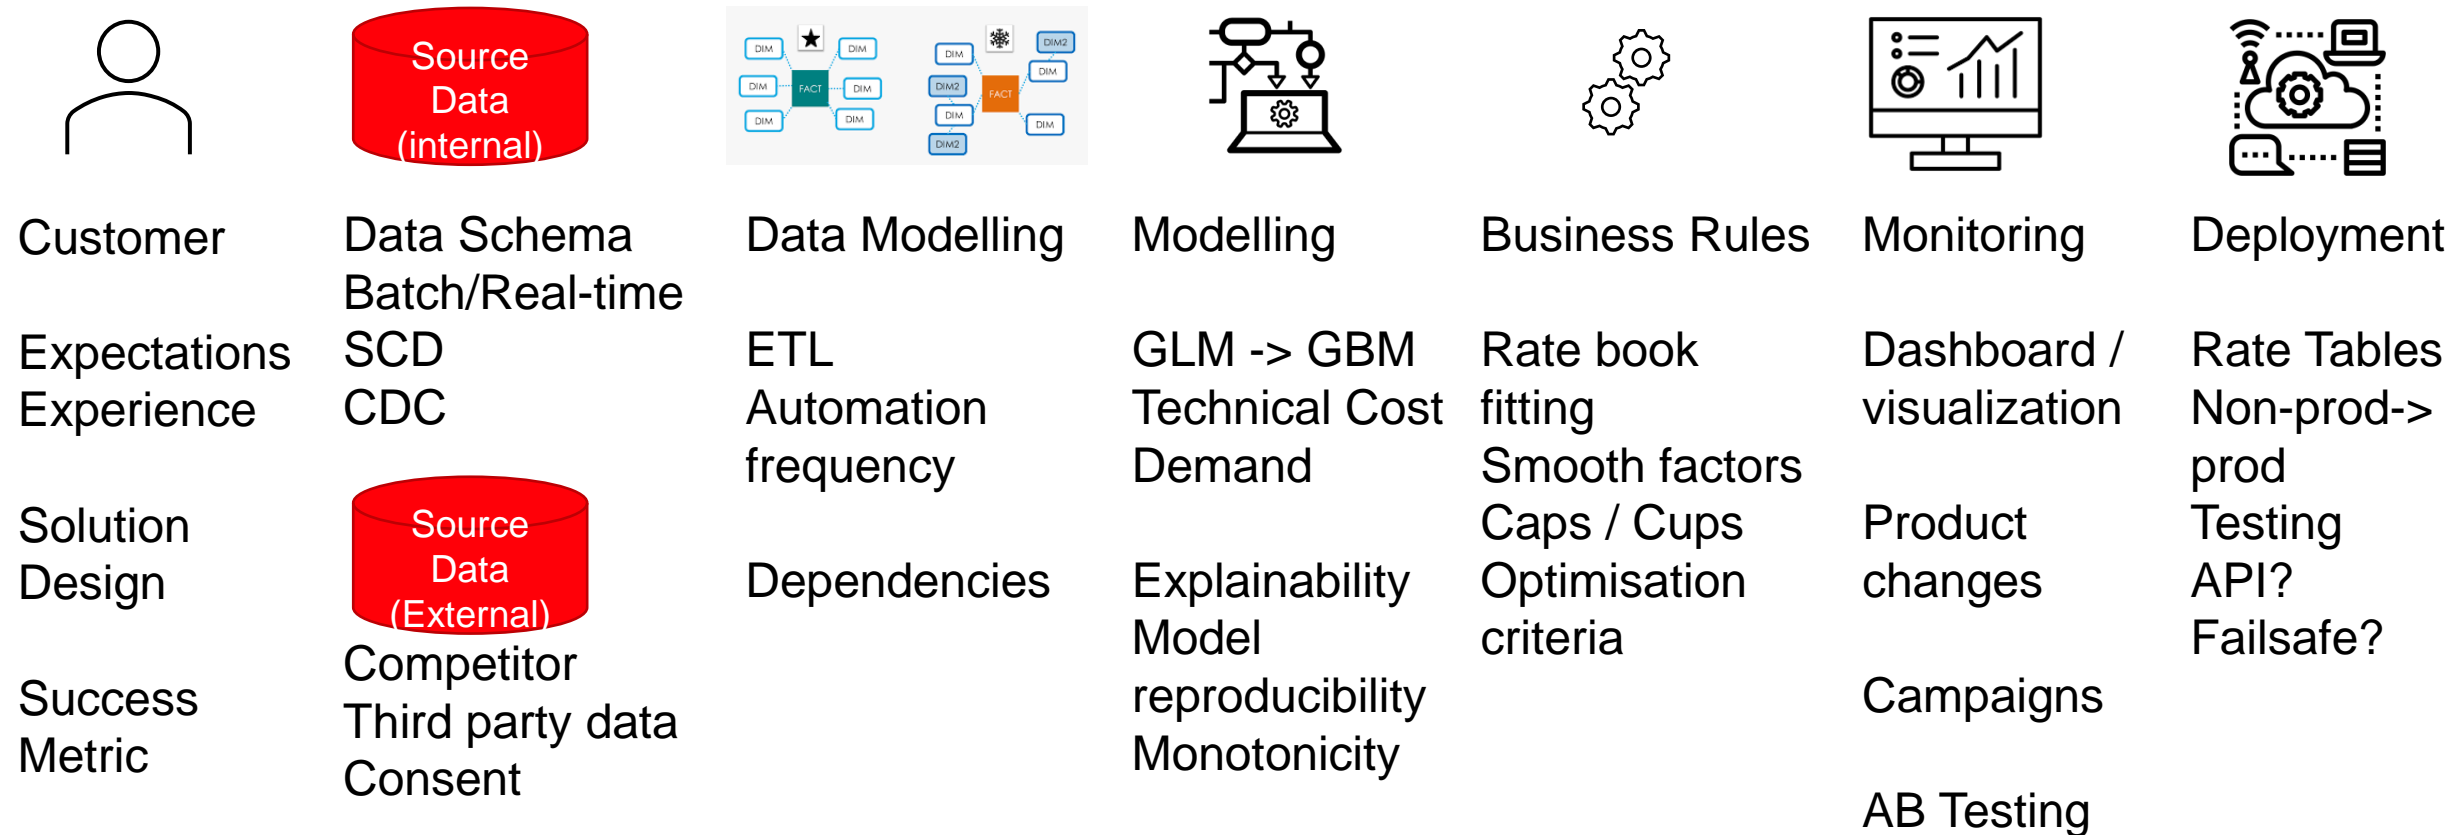 Customer
Expectations
Experience
Solution
Design
Success
Metric
Source
Data
(internal)
Data Schema
Batch/Real-time
SCD
CDC
Source
Data
(External)
Competitor
Third party data
Consent
DIM
DIM
DIM
FACT
DIM
DIM
DIM
DIM
DIM2
DIM
DIM2
FACT
DIM
DIM
DIM2
Data Modelling
ETL
Automation
frequency
Dependencies
Modelling
GLM -> GBM
Technical Cost
Demand
Explainability
Model
reproducibility
Monotonicity
Business Rules
Rate book
fitting
Smooth factors
Caps / Cups
Optimisation
criteria
Monitoring
Dashboard /
visualization
Product
changes
Campaigns
AB Testing
Deployment
Rate Tables
Non-prod->
prod
Testing
API?
Failsafe?